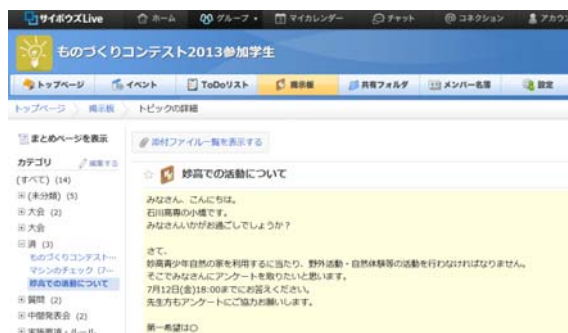 サイボウズLive
ホーム
グループ
マイカレンダー
チャット
@ コネクション
ものづくりコンテスト2013参加学生
トップページ
イベント
ToDoリスト
掲示板
共有フォルダ
メンバー名簿
設定
トップページ
掲示板
トピックの詳細
まとめページを表示
添付ファイル一覧を表示する
カテゴリ
編集する
(すべて) (14)
(未分類) (5)
大会 (2)
大会
済 (3)
ものづくりコンテスト…
マシンのチェック (7…
妙高での活動について
質問 (2)
中間発表会 (2)
妙高での活動について
みなさん、こんにちは。
石川高専の小橋です。
みなさんいかがお過ごしでしょうか?
さて、
妙高青少年自然の家を利用するに当たり、野外活動・自然体験等の活動を行わなければなりません。
そこでみなさんにアンケートを取りたいと思います。
7月12日(金)18:00までにお答えください。
先生方もアンケートにご協力お願いします。
第一希望は○